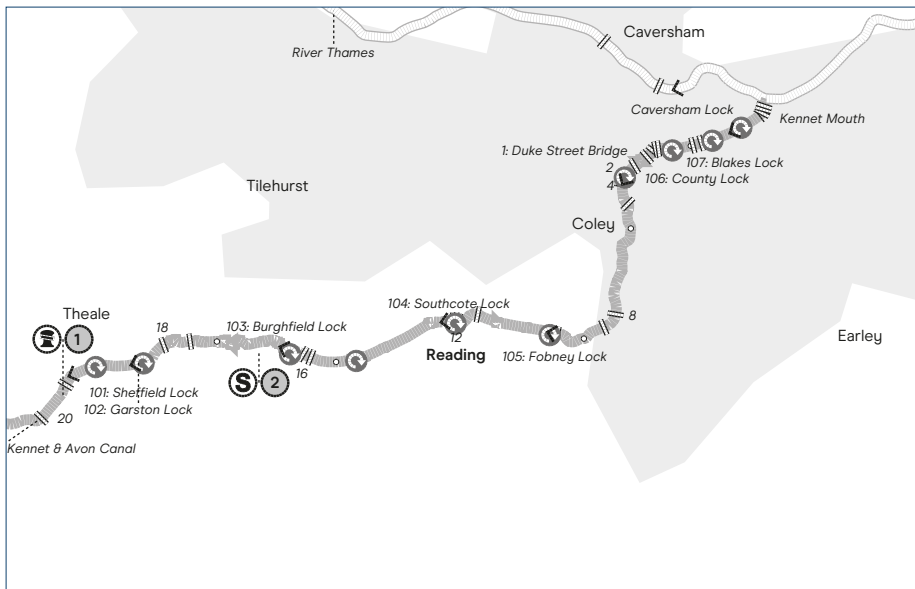 Caversham
River Thames
Caversham Lock
Kennet Mouth
1: Duke Street Bridge
107: Blakes Lock
2
106: County Lock
4
Tilehurst
Coley
104: Southcote Lock
Theale
18
103: Burghfield Lock
8
12
Earley
1
Reading
105: Fobney Lock
16
S
2
101: Sheffield Lock
102: Garston Lock
20
Kennet & Avon Canal